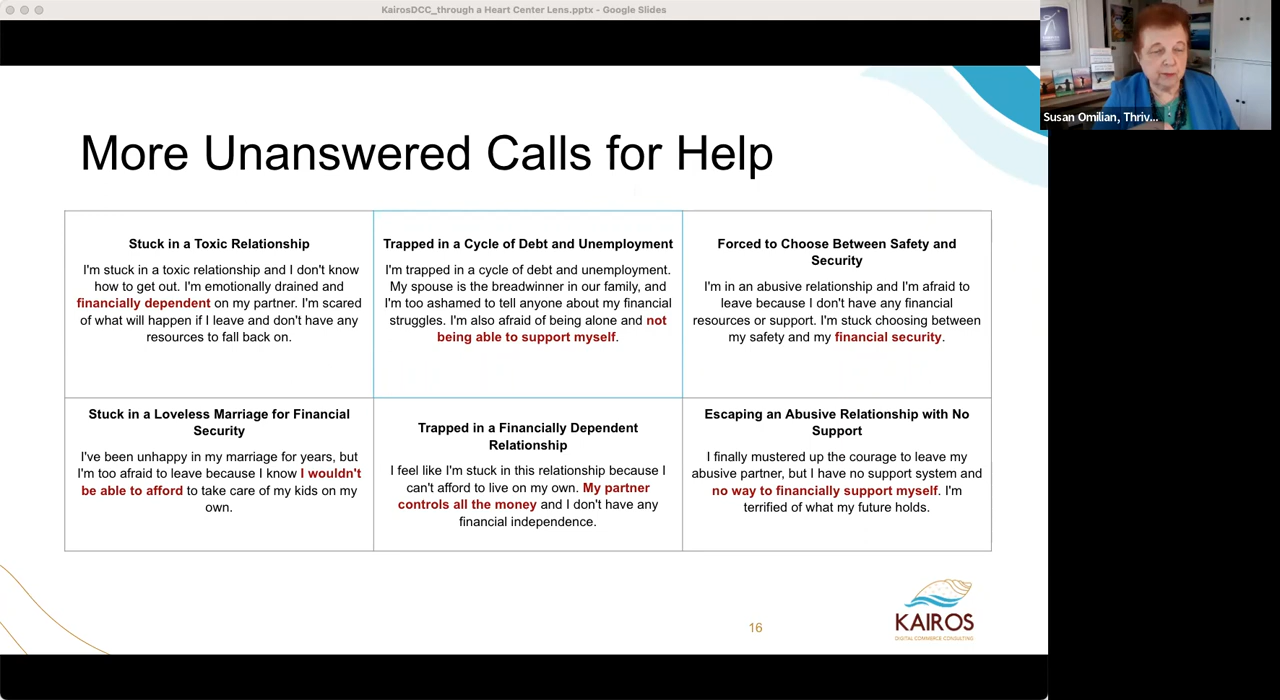 KairosDCC_through a Heart Center Lens.pptx - Google Slides
Susan Omilian, Thriv...
More Unanswered Calls for Help
Stuck in a Toxic Relationship
I'm stuck in a toxic relationship and I don't know
how to get out. I'm emotionally drained and
financially dependent on my partner. I'm scared
of what will happen if I leave and don't have any
resources to fall back on.
Trapped in a Cycle of Debt and Unemployment
I'm trapped in a cycle of debt and unemployment.
My spouse is the breadwinner in our family, and
I'm too ashamed to tell anyone about my financial
struggles. I'm also afraid of being alone and not
being able to support myself.
Forced to Choose Between Safety and
Security
I'm in an abusive relationship and I'm afraid to
leave because I don't have any financial
resources or support. I'm stuck choosing between
my safety and my financial security.
Stuck in a Loveless Marriage for Financial
Security
I've been unhappy in my marriage for years, but
I'm too afraid to leave because I know I wouldn't
be able to afford to take care of my kids on my
own.
Trapped in a Financially Dependent
Relationship
I feel like I'm stuck in this relationship because I
can't afford to live on my own. My partner
controls all the money and I don't have any
financial independence.
Escaping an Abusive Relationship with No
Support
I finally mustered up the courage to leave my
abusive partner, but I have no support system and
no way to financially support myself. I'm
terrified of what my future holds.
16
KAIROS
DIGITAL COMMERCE CONSULTING